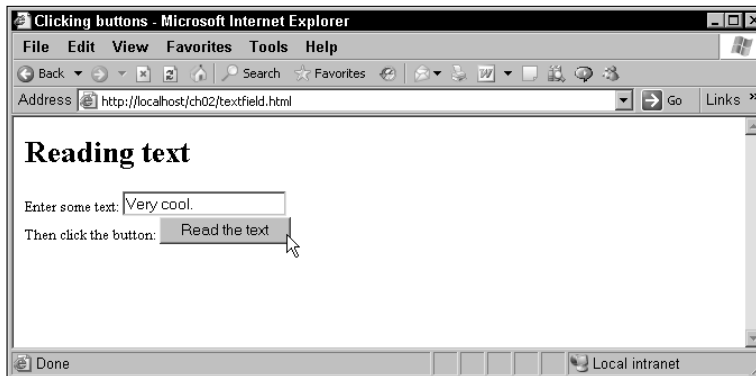 Clicking buttons - Microsoft Internet Explorer
File Edit View Favorites Tools Help
Back Search Favorites
Address http://localhost/ch02/textfield.html Go Links »
Reading text
Enter some text: Very cool.
Then click the button: Read the text
Done Local intranet